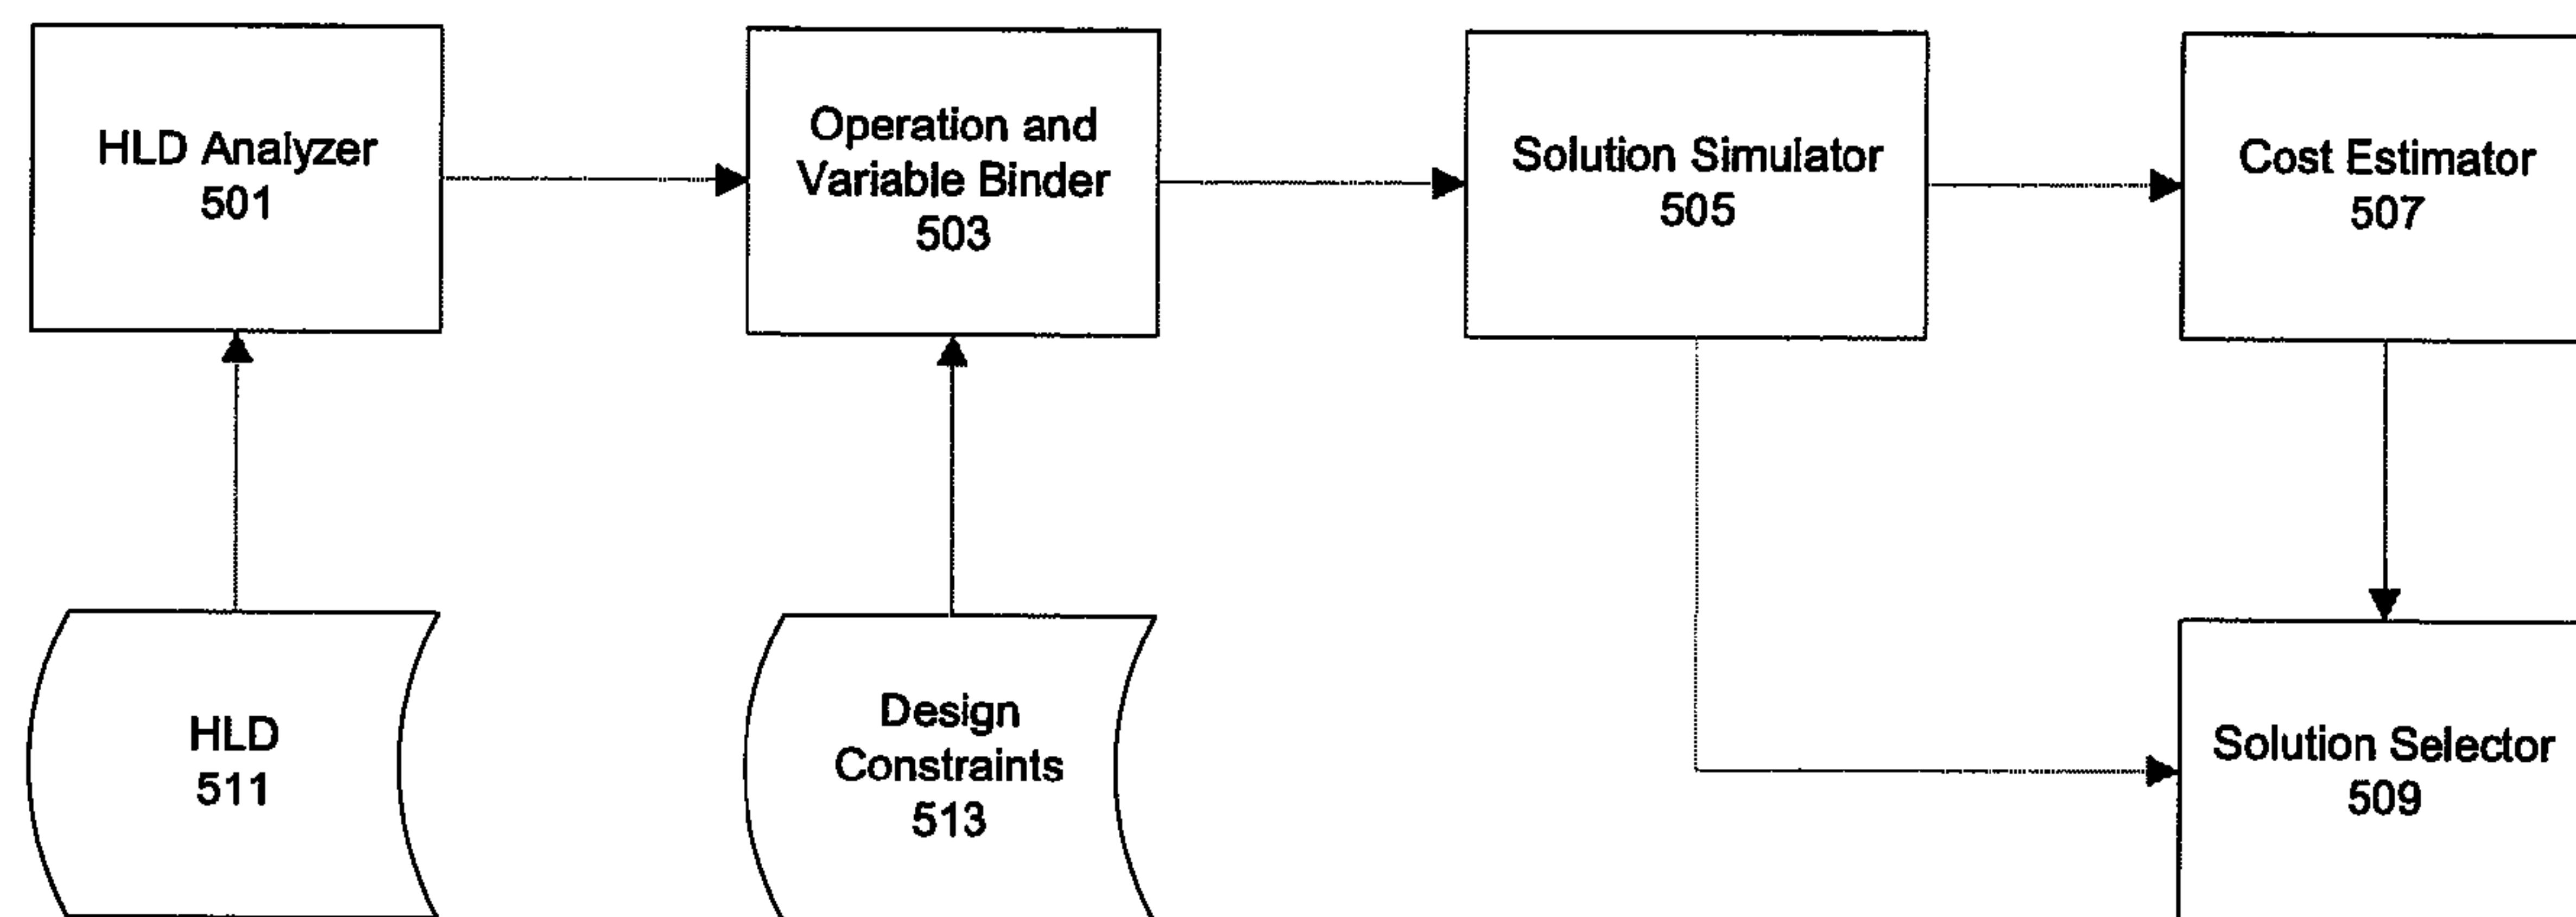 HLD Analyzer
501
Operation and
Variable Binder
503
Solution Simulator
505
Cost Estimator
507
HLD
511
Design
Constraints
513
Solution Selector
509